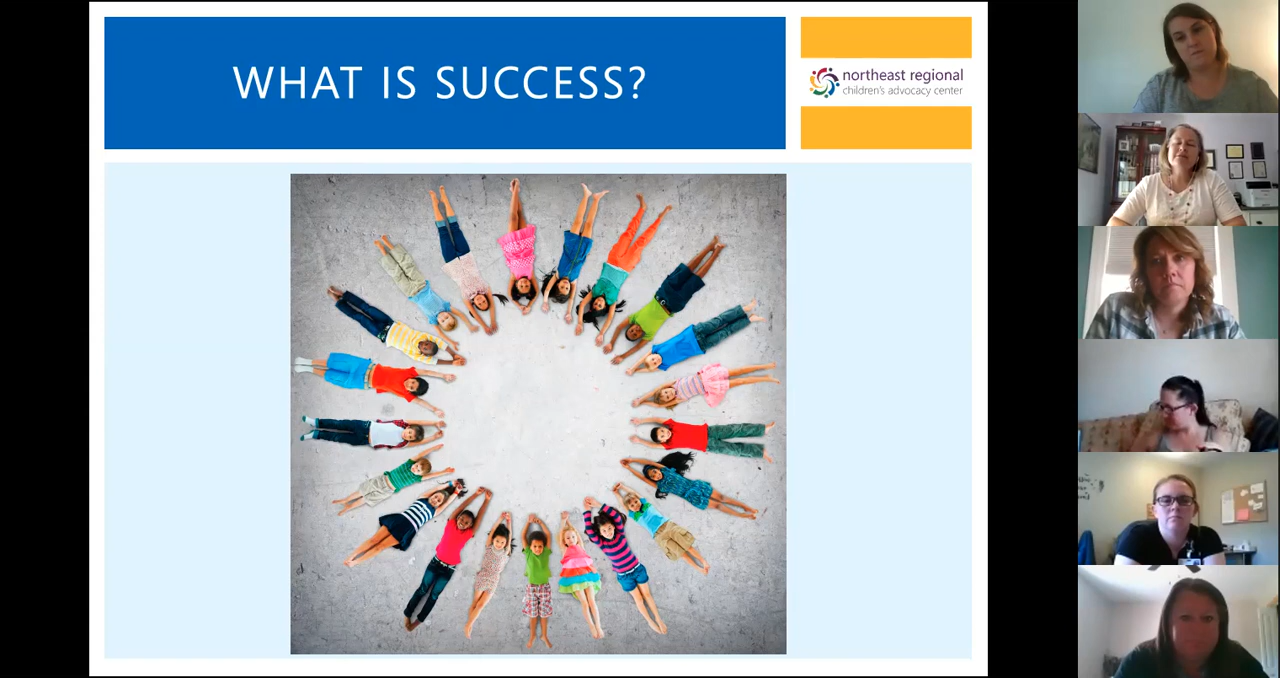 WHAT IS SUCCESS?
northeast regional
children's advocacy center